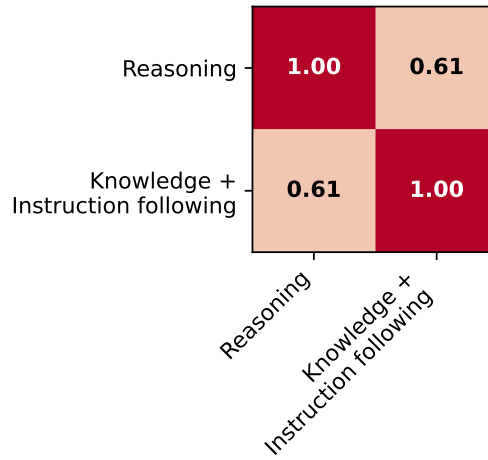 Reasoning
1.00 0.61
Knowledge +
Instruction following
0.61 1.00
Reasoning
Knowledge +
Instruction following